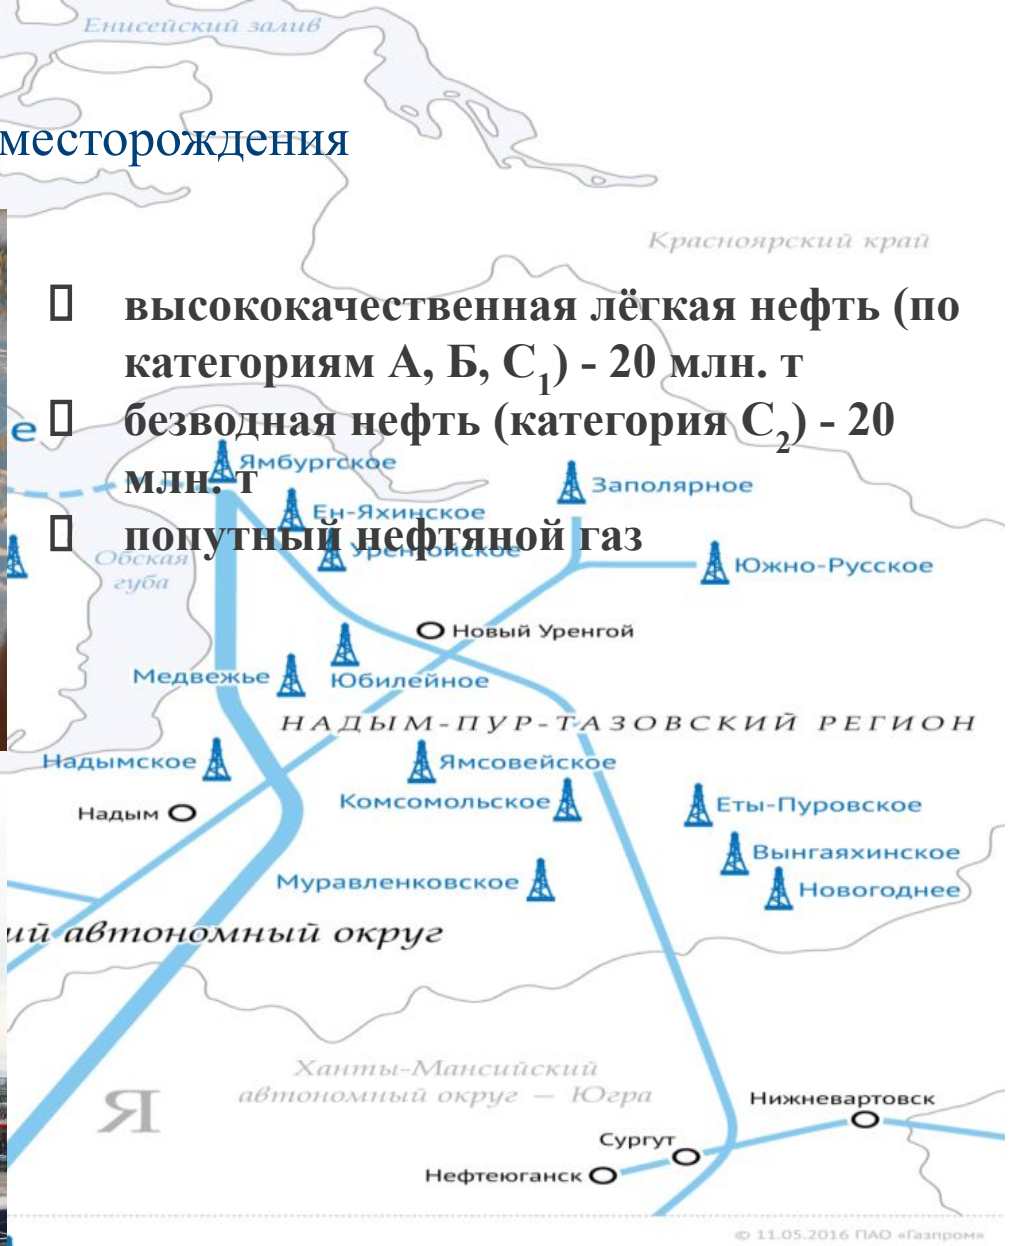 Енисейский залив
месторождения
Красноярский край
высококачественная лёгкая нефть (по
категориям А, Б, С1) - 20 млн. т
безводная нефть (категория С2) - 20
млн. т
попутный нефтяной газ
е
Ямбургское
Заполярное
Ен-Яхинское
Уренгойское
Обская
губа
Южно-Русское
Новый Уренгой
Медвежье
Юбилейное
НАДЫМ-ПУР-ТАЗОВСКИЙ РЕГИОН
Надымское
Ямсовейское
Комсомольское
Еты-Пуровское
Надым
Вынгаяхинское
Муравленковское
Новогоднее
ий автономный округ
Ханты-Мансийский
автономный округ — Югра
Я
Нижневартовск
Сургут
Нефтеюганск
© 11.05.2016 ПАО «Газпром»